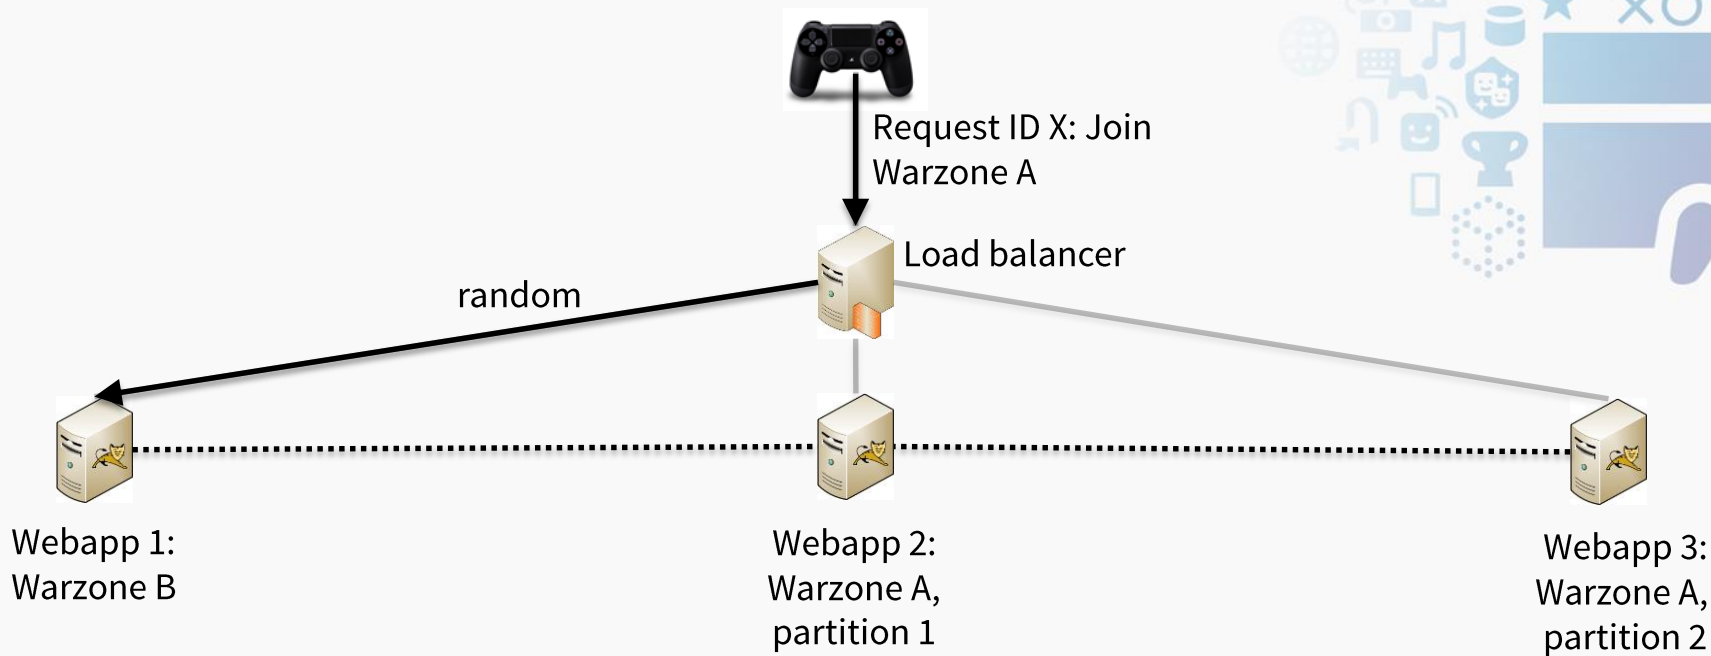 Request ID X: Join
Warzone A
Load balancer
random
Webapp 1:
Warzone B
Webapp 2:
Warzone A,
partition 1
Webapp 3:
Warzone A,
partition 2